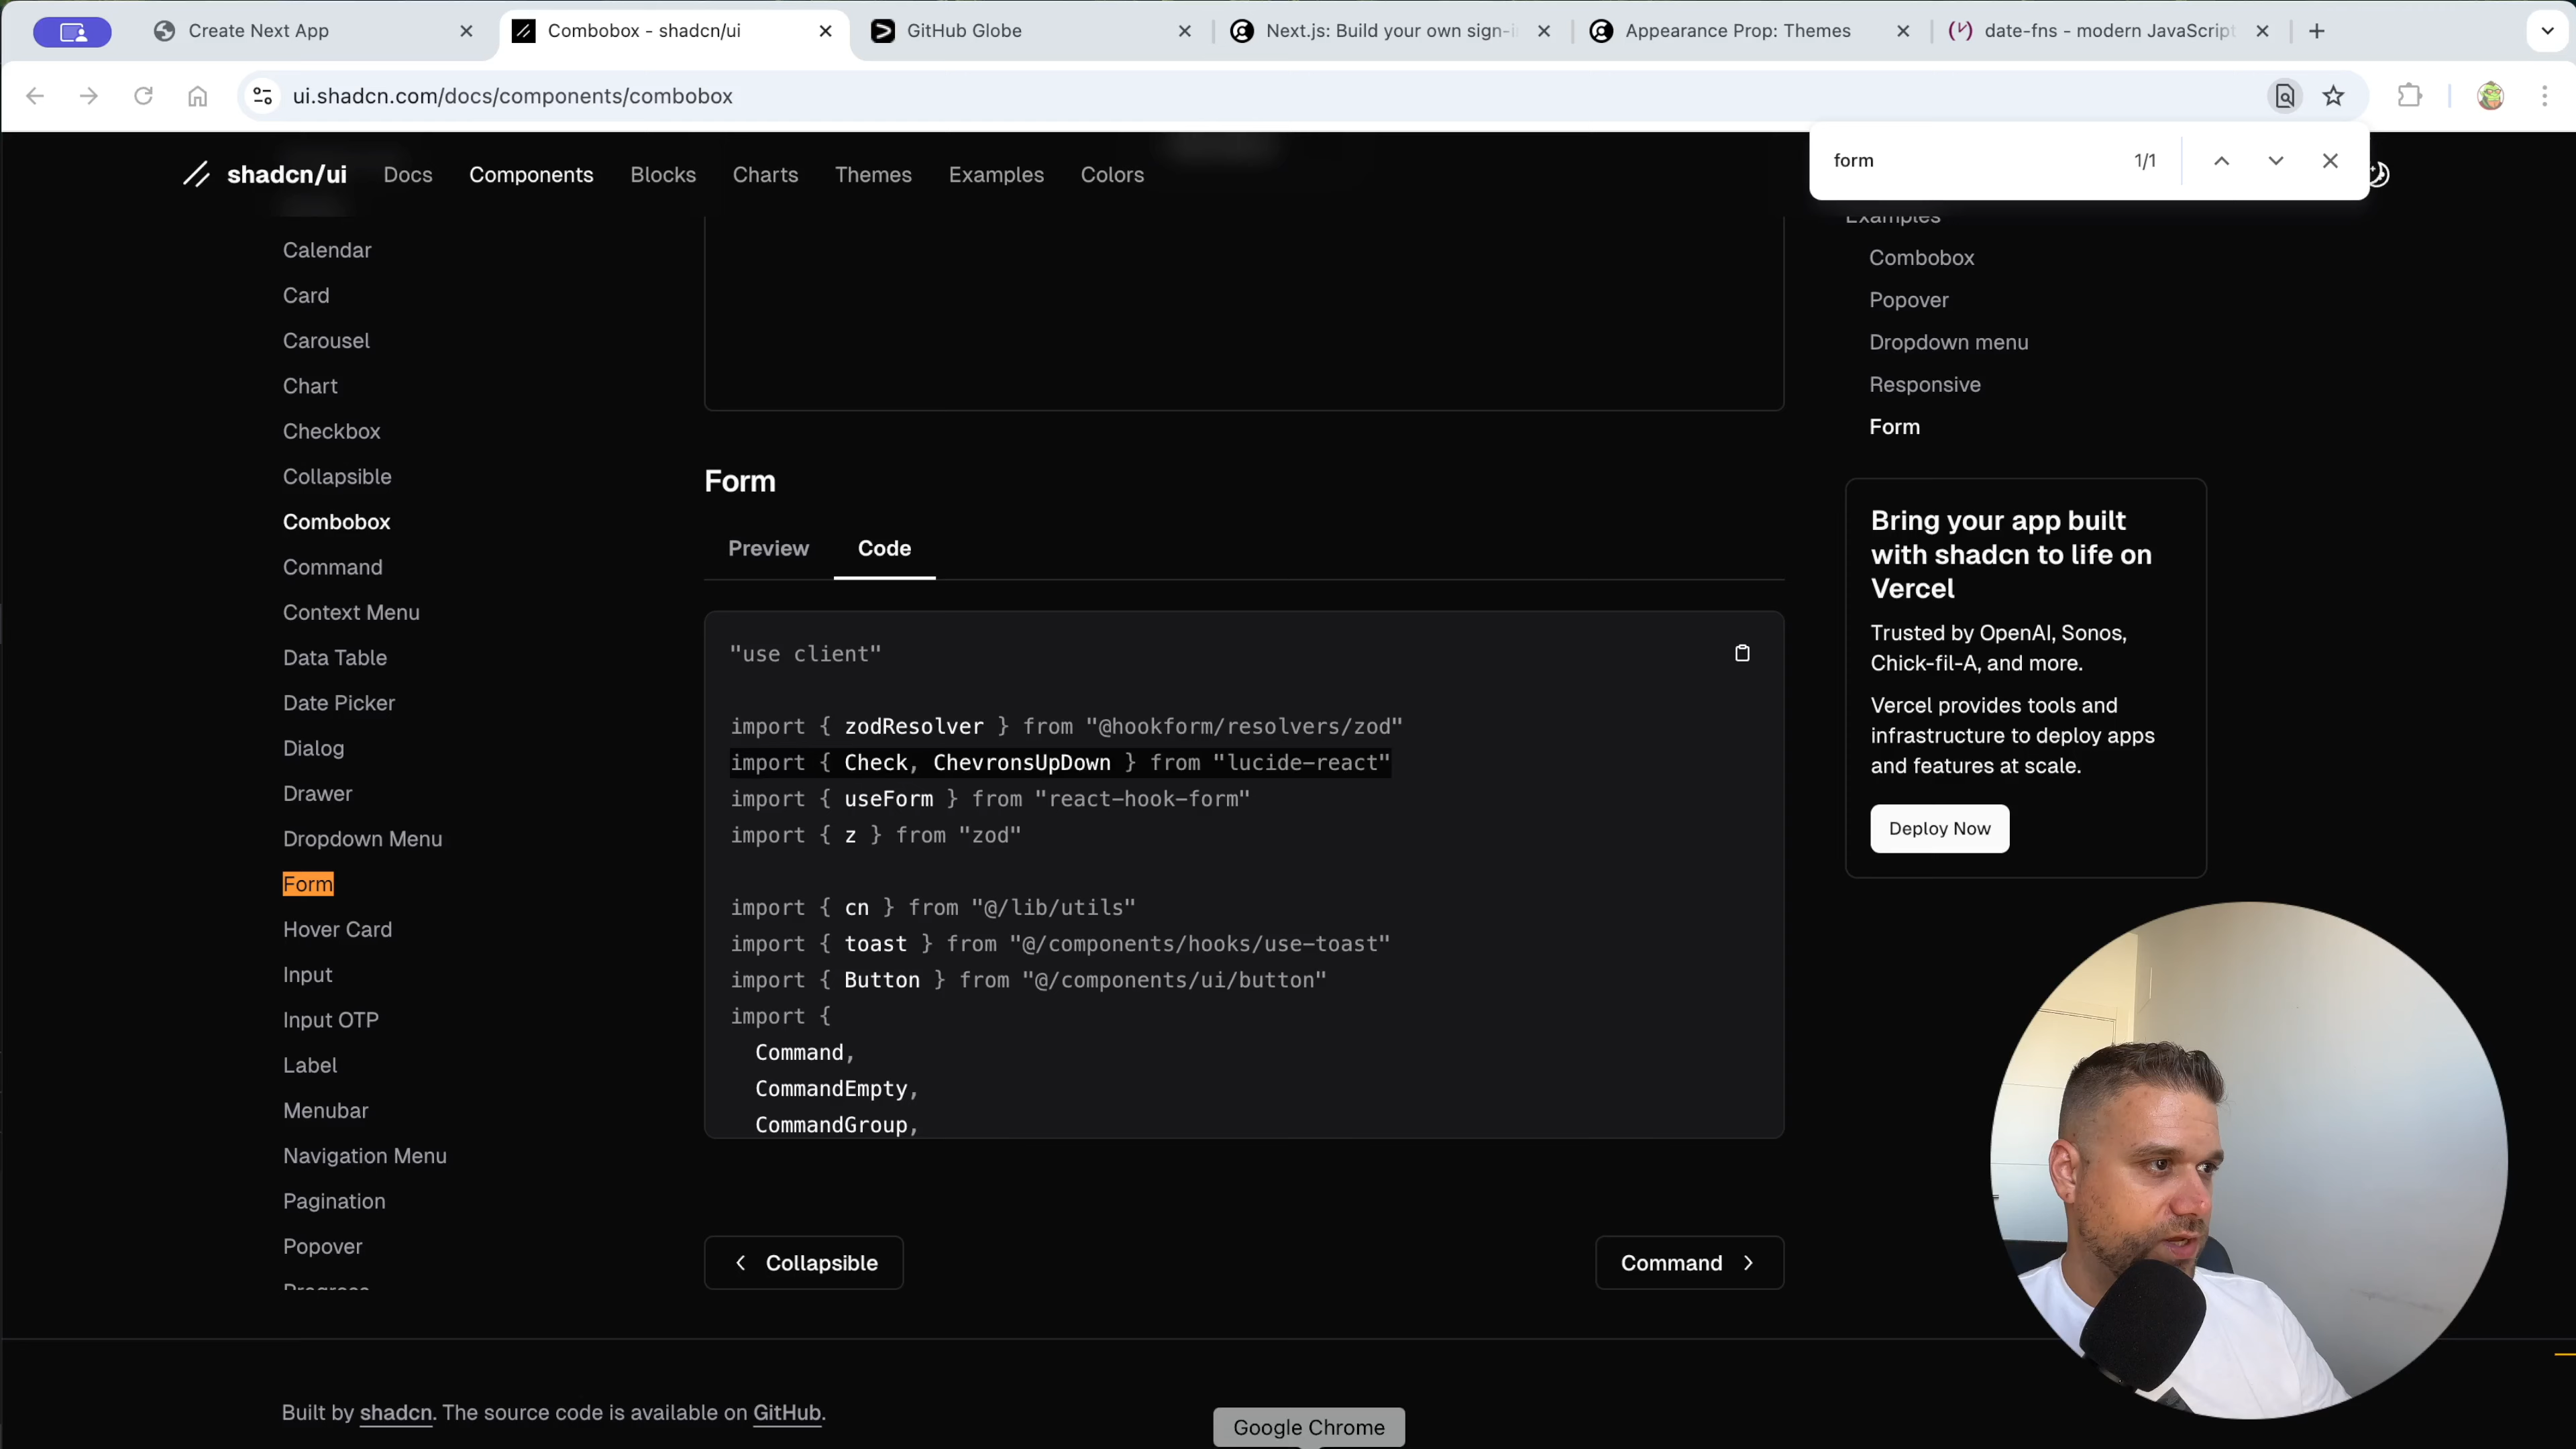 Create Next App
Combobox - shadcn/ui
GitHub Globe
Next.js: Build your own sign-i
Appearance Prop: Themes
date-fns - modern JavaScript
ui.shadcn.com/docs/components/combobox
form
1/1
shadcn/ui
Docs
Components
Blocks
Charts
Themes
Examples
Colors
Calendar
Card
Carousel
Chart
Checkbox
Collapsible
Combobox
Command
Context Menu
Data Table
Date Picker
Dialog
Drawer
Dropdown Menu
Form
Hover Card
Input
Input OTP
Label
Menubar
Navigation Menu
Pagination
Popover
Progress
Form
Preview
Code
"use client"
import { zodResolver } from "@hookform/resolvers/zod"
import { Check, ChevronsUpDown } from "lucide-react"
import { useForm } from "react-hook-form"
import { z } from "zod"
import { cn } from "@/lib/utils"
import { toast } from "@/components/hooks/use-toast"
import { Button } from "@/components/ui/button"
import {
Command,
CommandEmpty,
CommandGroup,
Collapsible
Command
Examples
Combobox
Popover
Dropdown menu
Responsive
Form
Bring your app built
with shadcn to life on
Vercel
Trusted by OpenAI, Sonos,
Chick-fil-A, and more.
Vercel provides tools and
infrastructure to deploy apps
and features at scale.
Deploy Now
Built by shadcn. The source code is available on GitHub.
Google Chrome